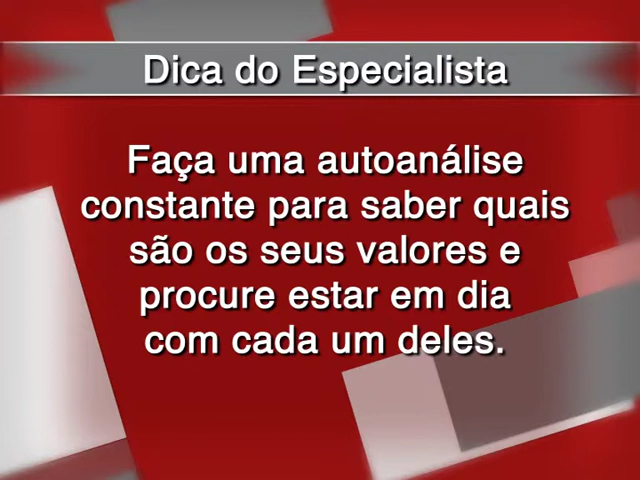 Dica do Especialista
Faça uma autoanálise
constante para saber quais
são os seus valores e
procure estar em dia
com cada um deles.